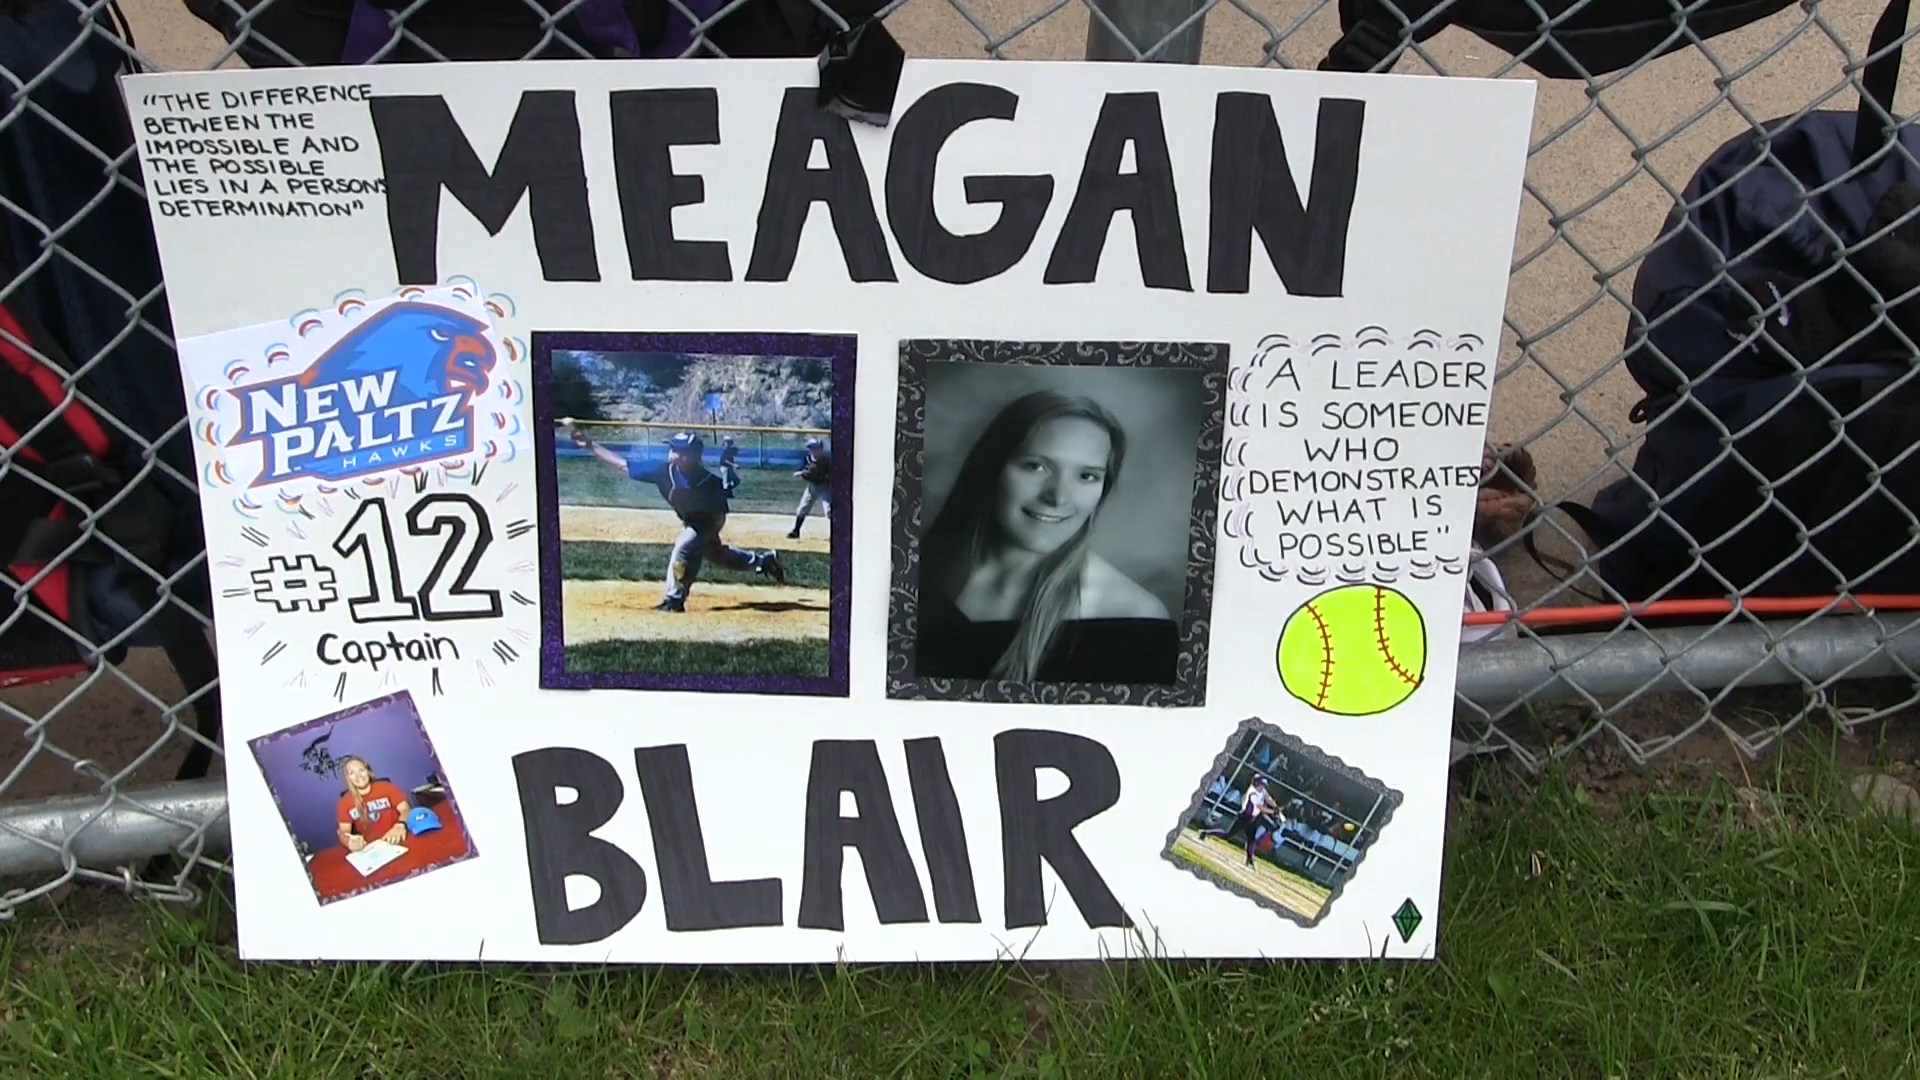 "THE DIFFERENCE
BETWEEN THE
IMPOSSIBLE AND
THE POSSIBLE
LIES IN A PERSON'S
DETERMINATION"
MEAGAN
NEW
PALTZ
HAWKS
#12
Captain
"A LEADER
IS SOMEONE
WHO
DEMONSTRATES
WHAT IS
POSSIBLE"
BLAIR